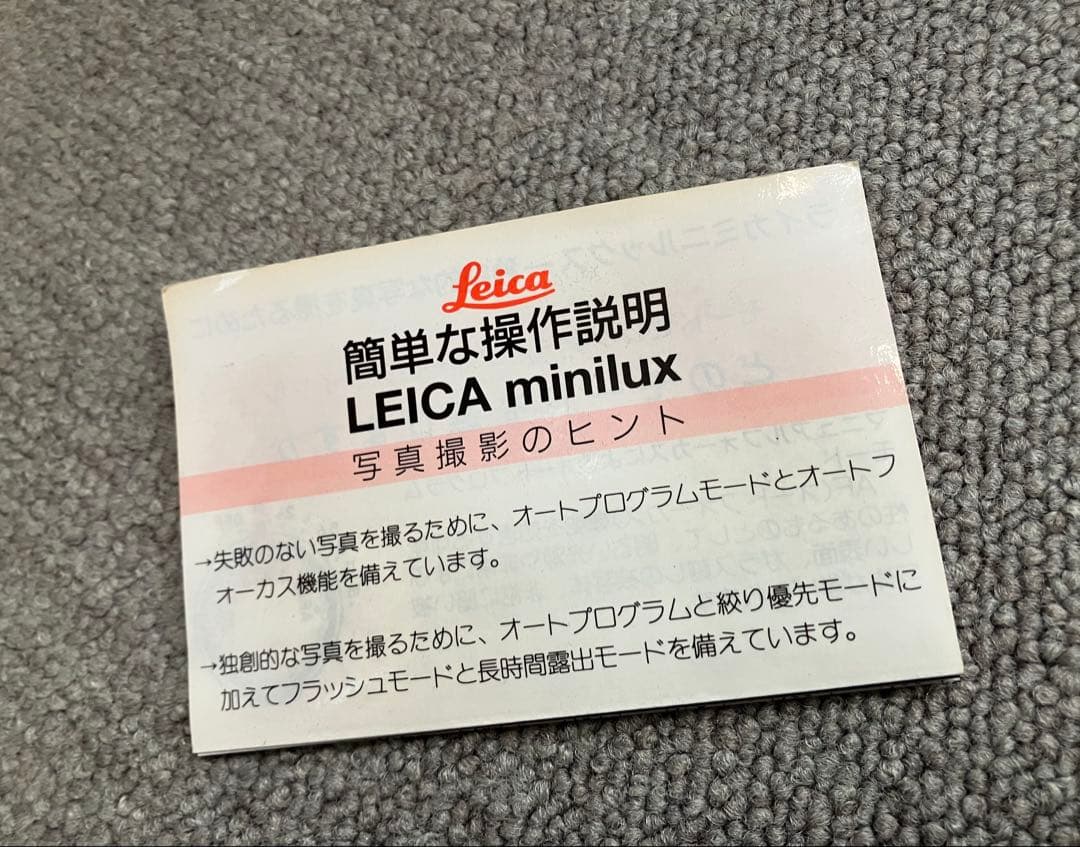 Leica
簡単な操作説明
LEICA minilux
写真撮影のヒント
→失敗のない写真を撮るために、オートプログラムモードとオートフ
ォーカス機能を備えています。
→独創的な写真を撮るために、オートプログラムと絞り優先モードに
加えてフラッシュモードと長時間露出モードを備えています。